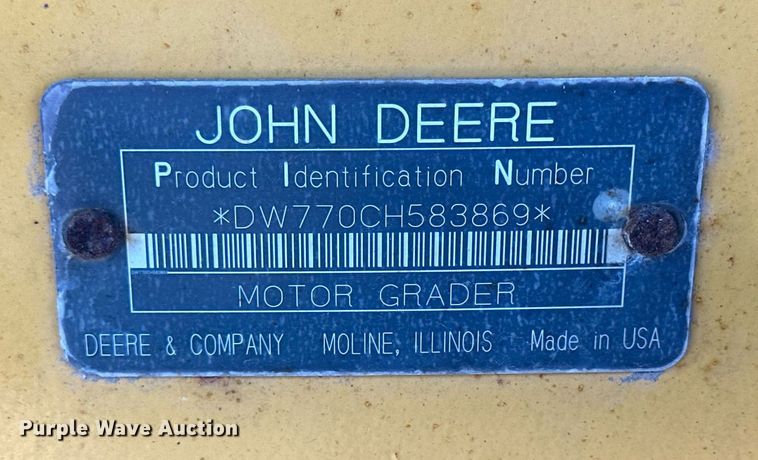 JOHN DEERE
Product Identification Number
*DW770CH583869*
MOTOR GRADER
DEERE & COMPANY MOLINE, ILLINOIS Made in USA
Purple Wave Auction